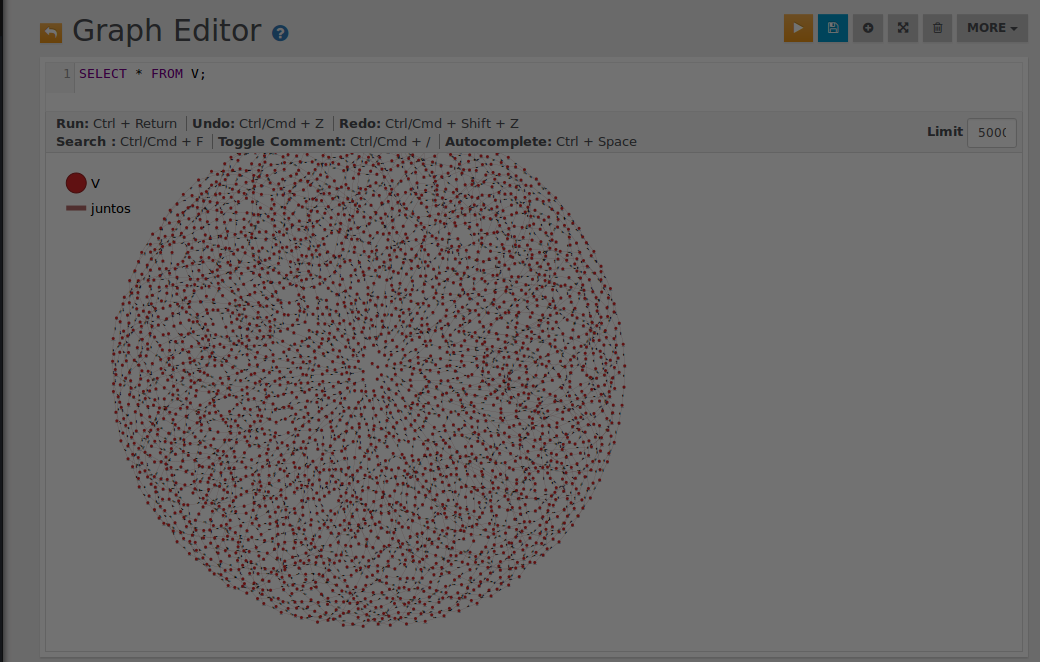 Graph Editor
MORE
1 SELECT * FROM V;
Run: Ctrl + Return | Undo: Ctrl/Cmd + Z | Redo: Ctrl/Cmd + Shift + Z
Search : Ctrl/Cmd + F | Toggle Comment: Ctrl/Cmd + / | Autocomplete: Ctrl + Space
Limit
V
juntos